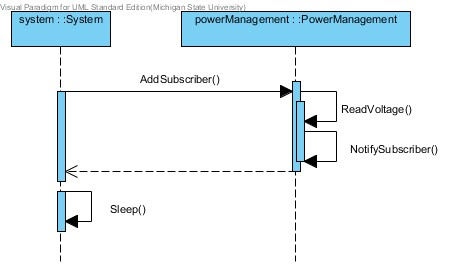 Visual Paradigm for UML Standard Edition(Michigan State University)
system : :System
powerManagement : :PowerManagement
AddSubscriber()
ReadVoltage()
NotifySubscriber()
Sleep()